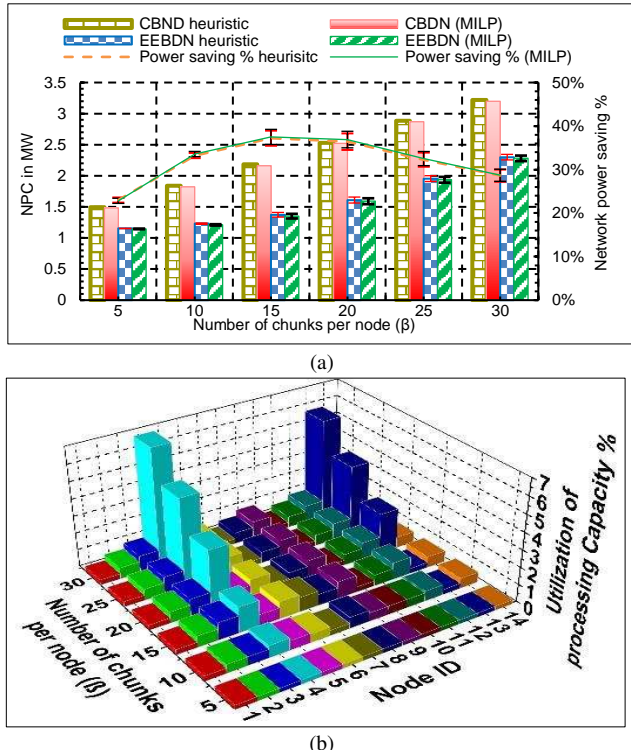 CBND heuristic CBDN (MILP)
EEBDN heuristic EEBDN (MILP)
Power saving % heurisitc Power saving % (MILP)
3.5
3
2.5
2
1.5
1
0.5
0
NPC in MW
50%
40%
30%
20%
10%
0%
Network power saving %
5 10 15 20 25 30
Number of chunks per node (β)
(a)
7
6
5
4
3
2
1
0
Utilization of
processing Capacity %
30
25
20
15
10
5
Number of chunks
per node (ß)
1 2 3 4 5 6 7 8 9 10 11 12 13 14
Node ID
(b)